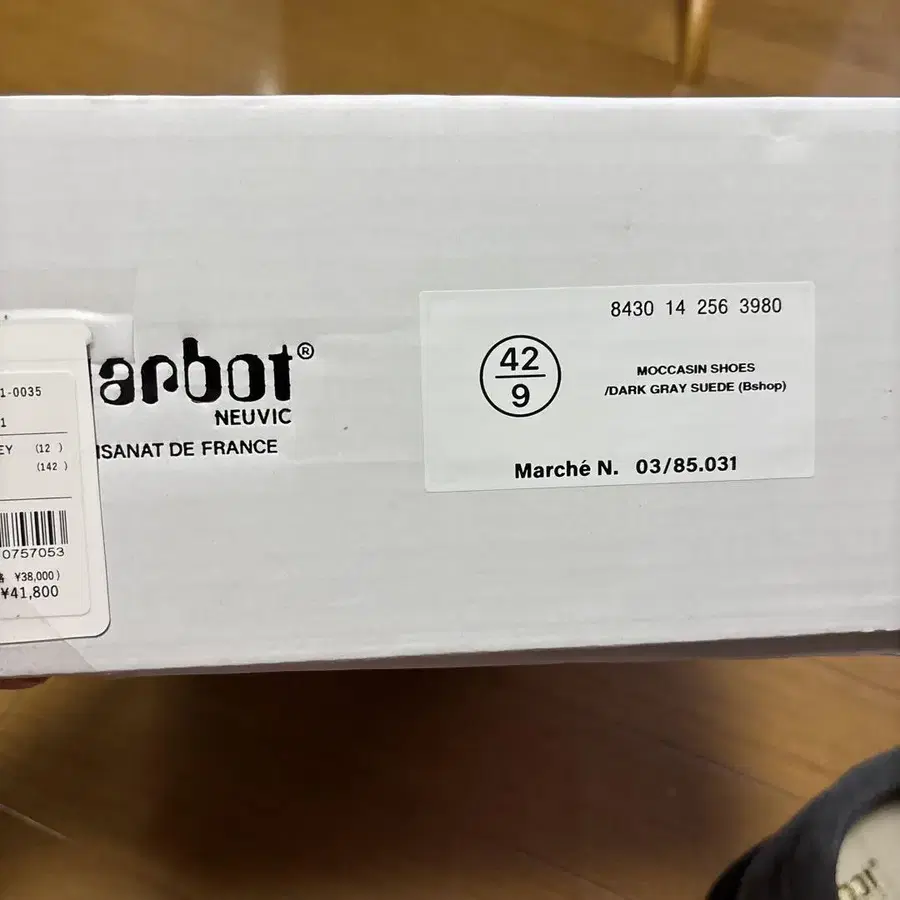 1-0035
1
EY (12 )
(142 )
0757053
格 ¥38,000)
¥41,800
arbot®
NEUVIC
ISANAT DE FRANCE
8430 14 256 3980
42
9
MOCCASIN SHOES
/DARK GRAY SUEDE (Bshop)
Marché N. 03/85.031